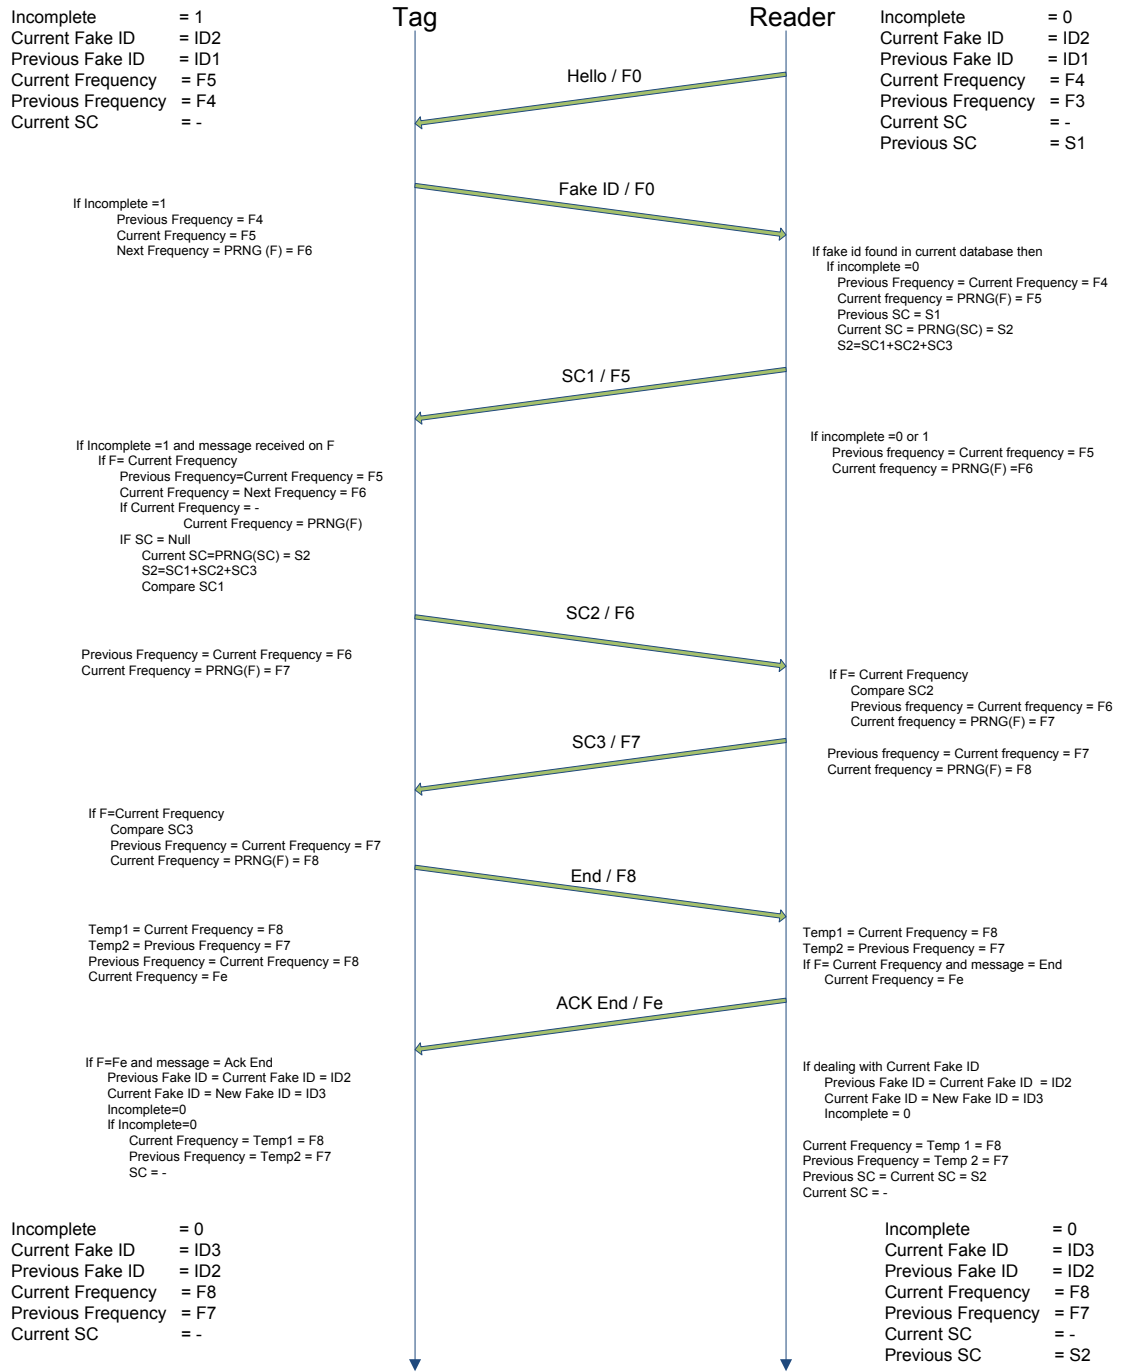 Tag
Reader
Incomplete = 1
Current Fake ID = ID2
Previous Fake ID = ID1
Current Frequency = F5
Previous Frequency = F4
Current SC = -
Incomplete = 0
Current Fake ID = ID2
Previous Fake ID = ID1
Current Frequency = F4
Previous Frequency = F3
Current SC = -
Previous SC = S1
Hello / F0
Fake ID / F0
If Incomplete =1
Previous Frequency = F4
Current Frequency = F5
Next Frequency = PRNG (F) = F6
If fake id found in current database then
If incomplete =0
Previous Frequency = Current Frequency = F4
Current frequency = PRNG(F) = F5
Previous SC = S1
Current SC = PRNG(SC) = S2
S2=SC1+SC2+SC3
SC1 / F5
If incomplete =0 or 1
Previous frequency = Current frequency = F5
Current frequency = PRNG(F) =F6
If Incomplete =1 and message received on F
If F= Current Frequency
Previous Frequency=Current Frequency = F5
Current Frequency = Next Frequency = F6
If Current Frequency = -
Current Frequency = PRNG(F)
IF SC = Null
Current SC=PRNG(SC) = S2
S2=SC1+SC2+SC3
Compare SC1
SC2 / F6
Previous Frequency = Current Frequency = F6
Current Frequency = PRNG(F) = F7
If F= Current Frequency
Compare SC2
Previous frequency = Current frequency = F6
Current frequency = PRNG(F) = F7
SC3 / F7
Previous frequency = Current frequency = F7
Current frequency = PRNG(F) = F8
If F=Current Frequency
Compare SC3
Previous Frequency = Current Frequency = F7
Current Frequency = PRNG(F) = F8
End / F8
Temp1 = Current Frequency = F8
Temp2 = Previous Frequency = F7
Previous Frequency = Current Frequency = F8
Current Frequency = Fe
Temp1 = Current Frequency = F8
Temp2 = Previous Frequency = F7
If F= Current Frequency and message = End
Current Frequency = Fe
ACK End / Fe
If F=Fe and message = Ack End
Previous Fake ID = Current Fake ID = ID2
Current Fake ID = New Fake ID = ID3
Incomplete=0
If Incomplete=0
Current Frequency = Temp1 = F8
Previous Frequency = Temp2 = F7
SC = -
If dealing with Current Fake ID
Previous Fake ID = Current Fake ID = ID2
Current Fake ID = New Fake ID = ID3
Incomplete = 0
Current Frequency = Temp 1 = F8
Previous Frequency = Temp 2 = F7
Previous SC = Current SC = S2
Current SC = -
Incomplete = 0
Current Fake ID = ID3
Previous Fake ID = ID2
Current Frequency = F8
Previous Frequency = F7
Current SC = -
Incomplete = 0
Current Fake ID = ID3
Previous Fake ID = ID2
Current Frequency = F8
Previous Frequency = F7
Current SC = -
Previous SC = S2